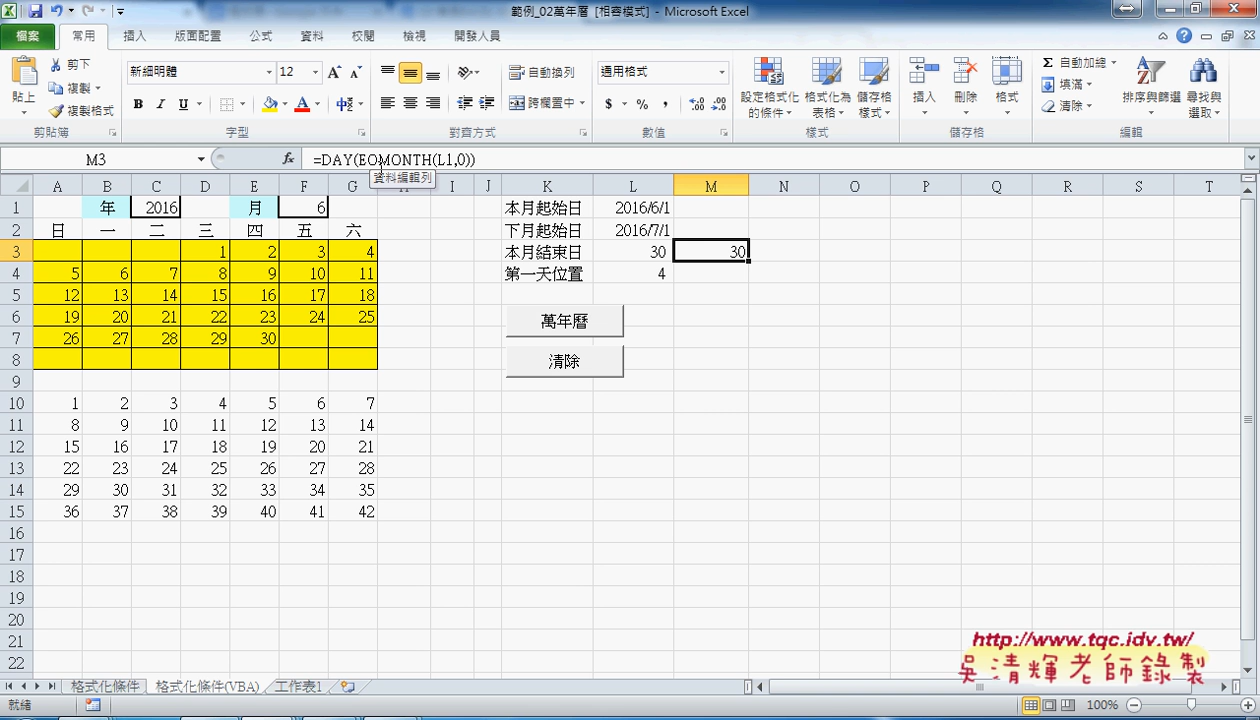 範例_02萬年曆 [相容模式] - Microsoft Excel
檔案 常用 插入 版面配置 公式 資料 校閱 檢視 開發人員
剪下 新細明體 12 自動換列 通用格式 自動加總
貼上 複製 B I U 跨欄置中 $ % , 設定格式化的條件 格式化為表格 儲存格樣式 插入 刪除 格式 填滿 排序與篩選 尋找與選取
複製格式 清除
剪貼簿 字型 對齊方式 數值 樣式 儲存格 編輯
M3 fx =DAY(EOMONTH(L1,0))
資料編輯列
A B C D E F G H I J K L M N O P Q R S T
1 年 2016 月 6 本月起始日 2016/6/1
2 日 一 二 三 四 五 六 下月起始日 2016/7/1
3 1 2 3 4 本月結束日 30 30
4 5 6 7 8 9 10 11 第一天位置 4
5 12 13 14 15 16 17 18
6 19 20 21 22 23 24 25 萬年曆
7 26 27 28 29 30
8 清除
9
10 1 2 3 4 5 6 7
11 8 9 10 11 12 13 14
12 15 16 17 18 19 20 21
13 22 23 24 25 26 27 28
14 29 30 31 32 33 34 35
15 36 37 38 39 40 41 42
16
17
18
19
20
21
22
http://www.tqc.idv.tw/
吳清輝老師錄製
格式化條件 格式化條件(VBA) 工作表1
就緒 100%